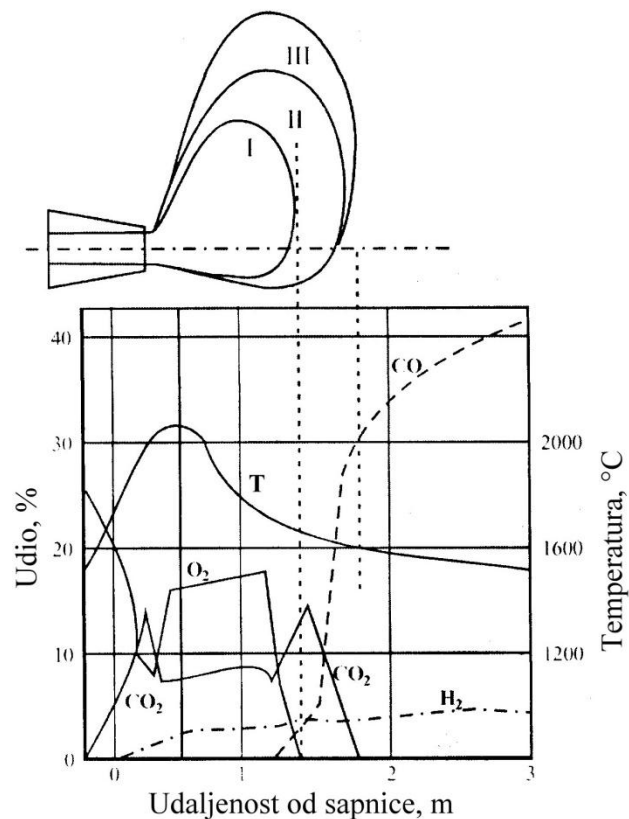 III
II
I
40
30
20
10
0
Udio, %
CO
T
O₂
CO₂
CO₂
H₂
2000
1600
1200
Temperatura, °C
0
1
2
3
Udaljenost od sapnice, m